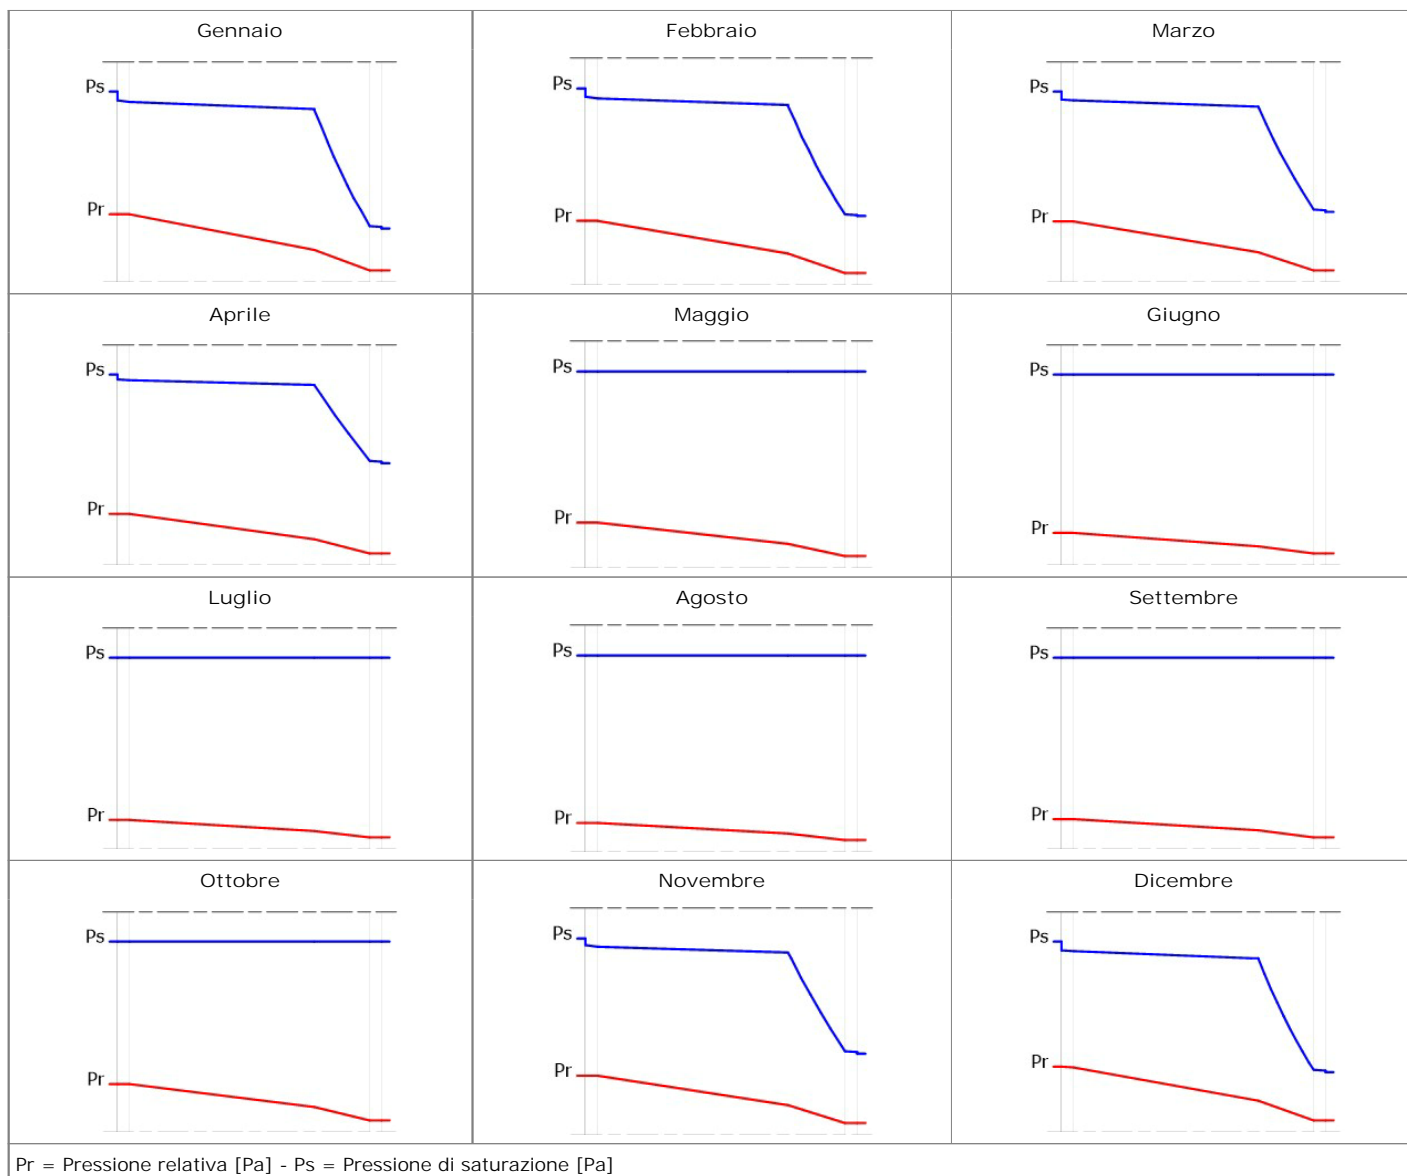 Gennaio
Febbraio
Marzo
Ps
Pr
Ps
Pr
Ps
Pr
Aprile
Maggio
Giugno
Ps
Pr
Ps
Pr
Ps
Pr
Luglio
Agosto
Settembre
Ps
Pr
Ps
Pr
Ps
Pr
Ottobre
Novembre
Dicembre
Ps
Pr
Ps
Pr
Ps
Pr
Pr = Pressione relativa [Pa] - Ps = Pressione di saturazione [Pa]